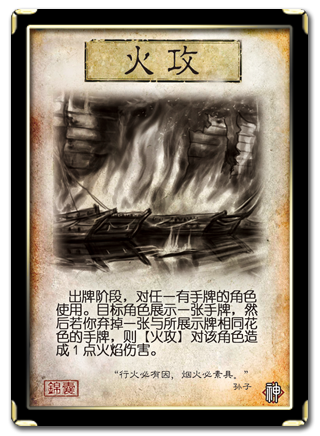 火攻
出牌阶段，对任一有手牌的角色
使用。目标角色展示一张手牌，然
后若你弃掉一张与所展示牌相同花
色的手牌，则【火攻】对该角色造
成1点火焰伤害。
“行火必有因，烟火必素具。”
孙子
錦囊
神